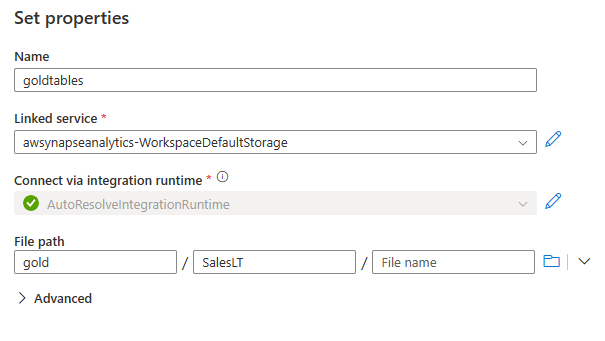 Set properties
Name
goldtables
Linked service *
awsynapseanalytics-WorkspaceDefaultStorage
Connect via integration runtime *
AutoResolveIntegrationRuntime
File path
gold / SalesLT / File name
Advanced